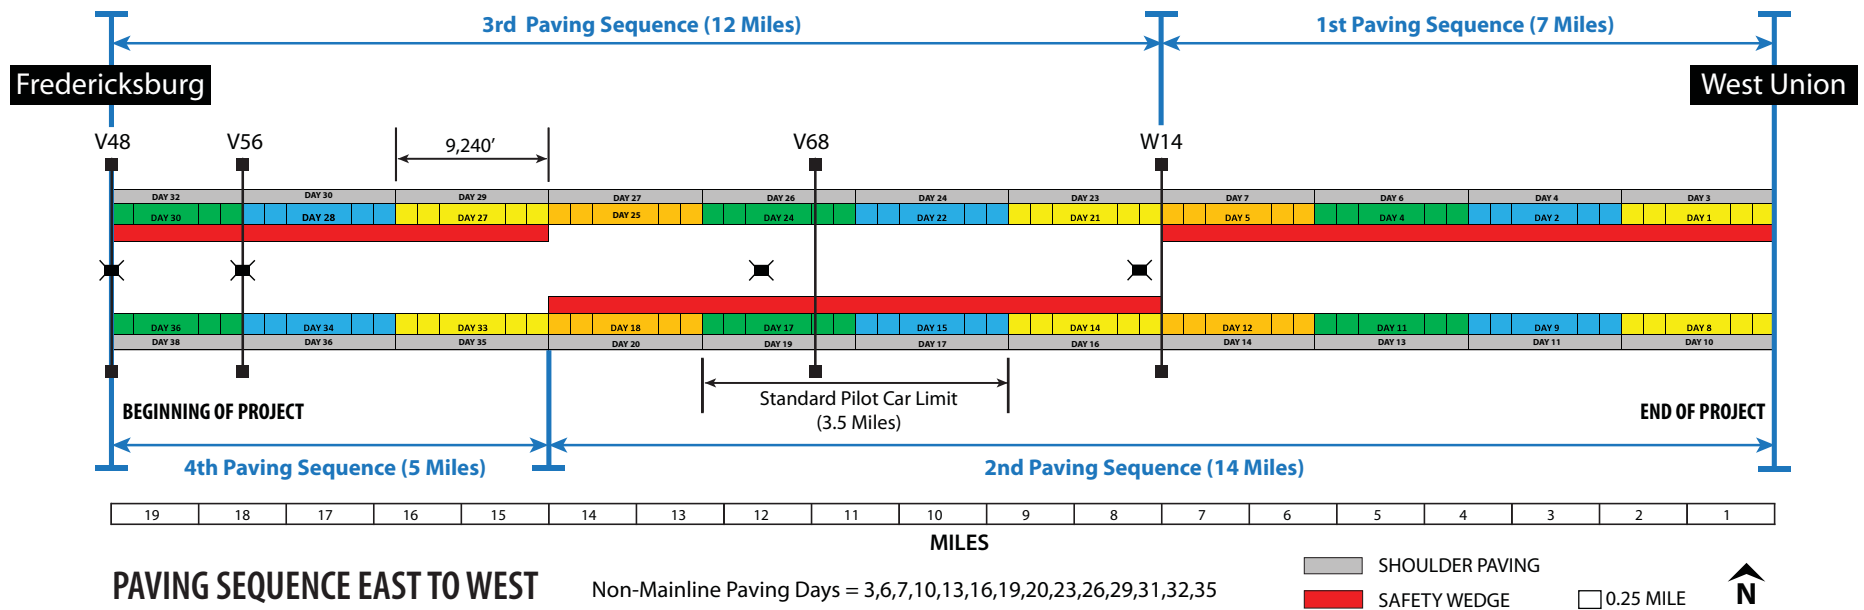 3rd Paving Sequence (12 Miles)
1st Paving Sequence (7 Miles)
Fredericksburg
West Union
V48
V56
9,240’
V68
W14
DAY 32
DAY 30
DAY 29
DAY 27
DAY 26
DAY 24
DAY 23
DAY 7
DAY 6
DAY 4
DAY 3
DAY 30
DAY 28
DAY 27
DAY 25
DAY 24
DAY 22
DAY 21
DAY 5
DAY 4
DAY 2
DAY 1
DAY 36
DAY 34
DAY 33
DAY 18
DAY 17
DAY 15
DAY 14
DAY 12
DAY 11
DAY 9
DAY 8
DAY 38
DAY 36
DAY 35
DAY 20
DAY 19
DAY 17
DAY 16
DAY 14
DAY 13
DAY 11
DAY 10
BEGINNING OF PROJECT
Standard Pilot Car Limit
(3.5 Miles)
END OF PROJECT
4th Paving Sequence (5 Miles)
2nd Paving Sequence (14 Miles)
19 18 17 16 15 14 13 12 11 10 9 8 7 6 5 4 3 2 1
MILES
PAVING SEQUENCE EAST TO WEST
Non-Mainline Paving Days = 3,6,7,10,13,16,19,20,23,26,29,31,32,35
SHOULDER PAVING
SAFETY WEDGE
0.25 MILE
N